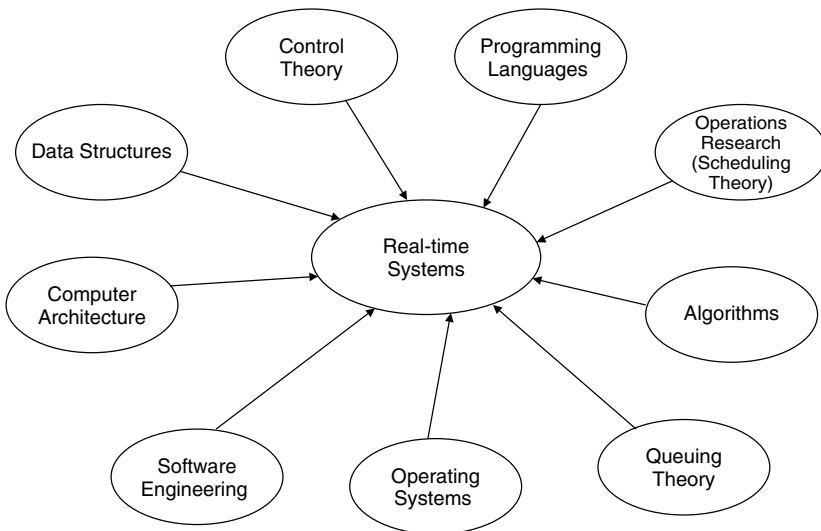 Control
Theory
Programming
Languages
Data Structures
Operations
Research
(Scheduling
Theory)
Real-time
Systems
Computer
Architecture
Algorithms
Software
Engineering
Operating
Systems
Queuing
Theory